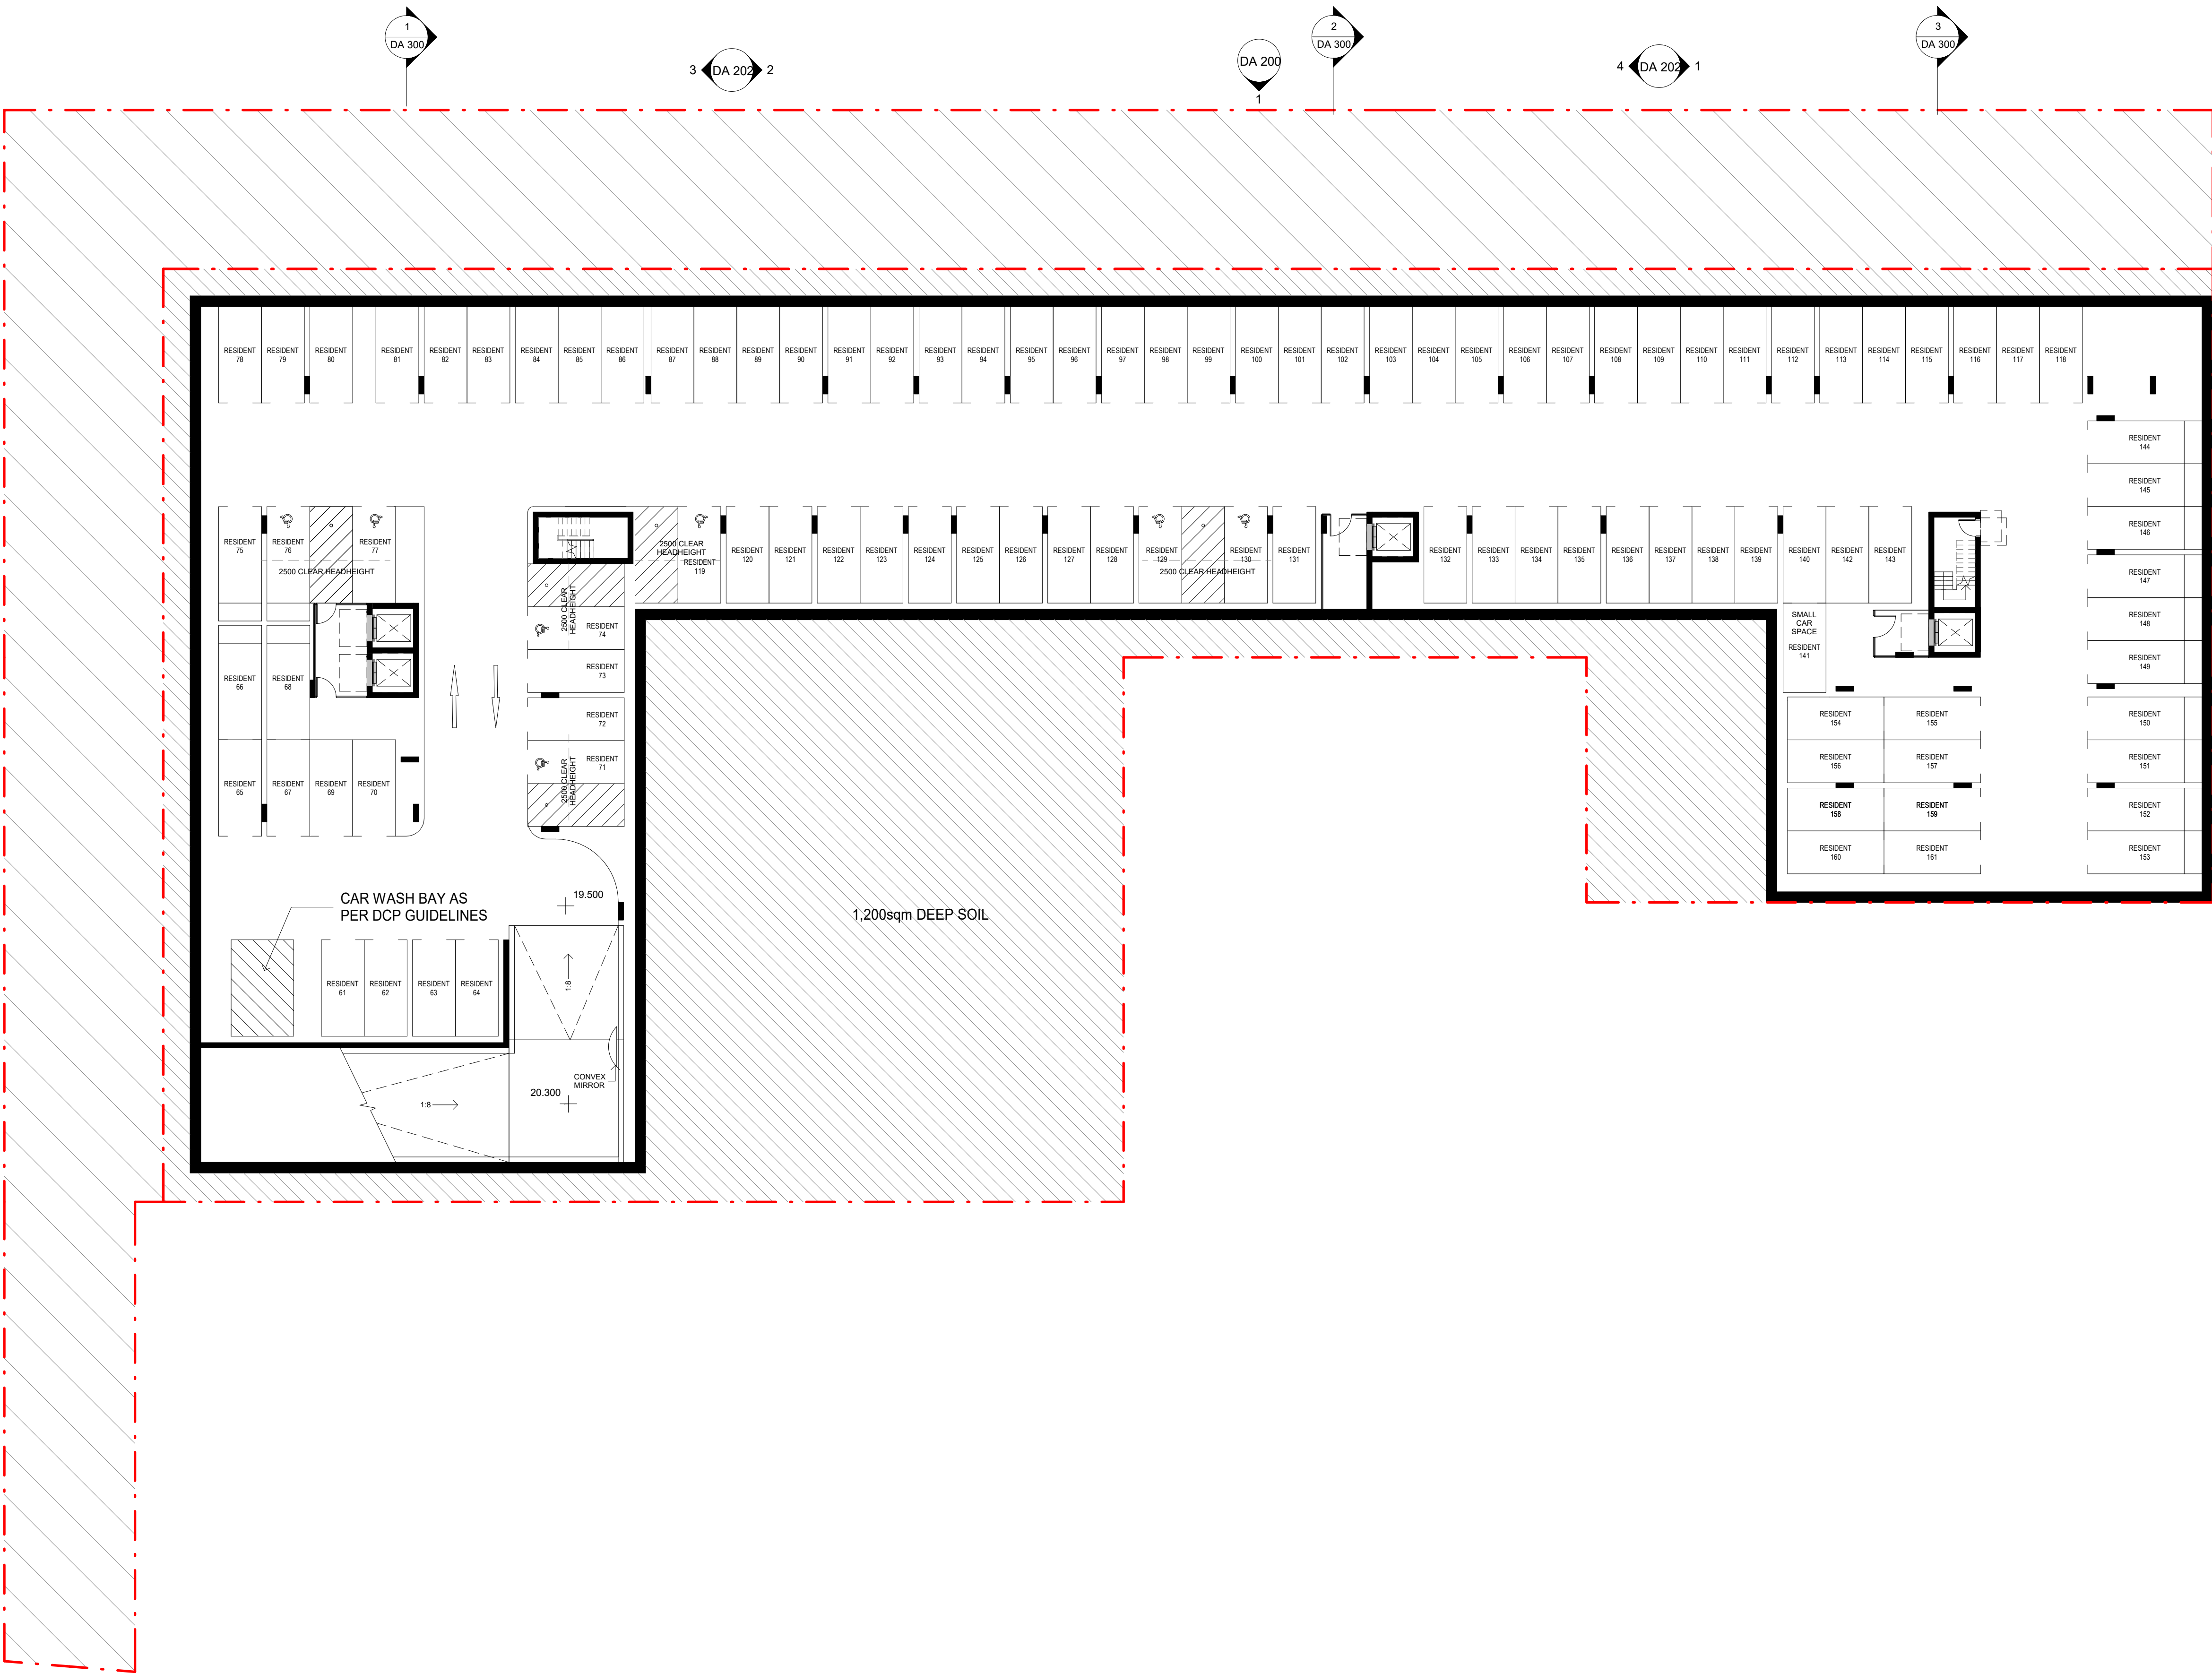 1
DA 300
3
DA 202
2
DA 200
1
2
DA 300
4
DA 202
1
3
DA 300
RESIDENT
78
RESIDENT
79
RESIDENT
80
RESIDENT
81
RESIDENT
82
RESIDENT
83
RESIDENT
84
RESIDENT
85
RESIDENT
86
RESIDENT
87
RESIDENT
88
RESIDENT
89
RESIDENT
90
RESIDENT
91
RESIDENT
92
RESIDENT
93
RESIDENT
94
RESIDENT
95
RESIDENT
96
RESIDENT
97
RESIDENT
98
RESIDENT
99
RESIDENT
100
RESIDENT
101
RESIDENT
102
RESIDENT
103
RESIDENT
104
RESIDENT
105
RESIDENT
106
RESIDENT
107
RESIDENT
108
RESIDENT
109
RESIDENT
110
RESIDENT
111
RESIDENT
112
RESIDENT
113
RESIDENT
114
RESIDENT
115
RESIDENT
116
RESIDENT
117
RESIDENT
118
RESIDENT
75
RESIDENT
76
RESIDENT
77
2500 CLEAR HEADHEIGHT
2500 CLEAR
HEADHEIGHT
RESIDENT
119
RESIDENT
120
RESIDENT
121
RESIDENT
122
RESIDENT
123
RESIDENT
124
RESIDENT
125
RESIDENT
126
RESIDENT
127
RESIDENT
128
RESIDENT
129
RESIDENT
130
2500 CLEAR HEADHEIGHT
RESIDENT
131
RESIDENT
132
RESIDENT
133
RESIDENT
134
RESIDENT
135
RESIDENT
136
RESIDENT
137
RESIDENT
138
RESIDENT
139
RESIDENT
140
RESIDENT
142
RESIDENT
143
SMALL
CAR
SPACE
RESIDENT
141
RESIDENT
144
RESIDENT
145
RESIDENT
146
RESIDENT
147
RESIDENT
148
RESIDENT
149
RESIDENT
150
RESIDENT
151
RESIDENT
152
RESIDENT
153
RESIDENT
154
RESIDENT
155
RESIDENT
156
RESIDENT
157
RESIDENT
158
RESIDENT
159
RESIDENT
160
RESIDENT
161
2500 CLEAR
HEADHEIGHT
RESIDENT
74
RESIDENT
73
RESIDENT
72
RESIDENT
71
2500 CLEAR
HEADHEIGHT
RESIDENT
66
RESIDENT
68
RESIDENT
65
RESIDENT
67
RESIDENT
69
RESIDENT
70
CAR WASH BAY AS
PER DCP GUIDELINES
19.500
1,200sqm DEEP SOIL
RESIDENT
61
RESIDENT
62
RESIDENT
63
RESIDENT
64
1:8
CONVEX
MIRROR
20.300
1:8